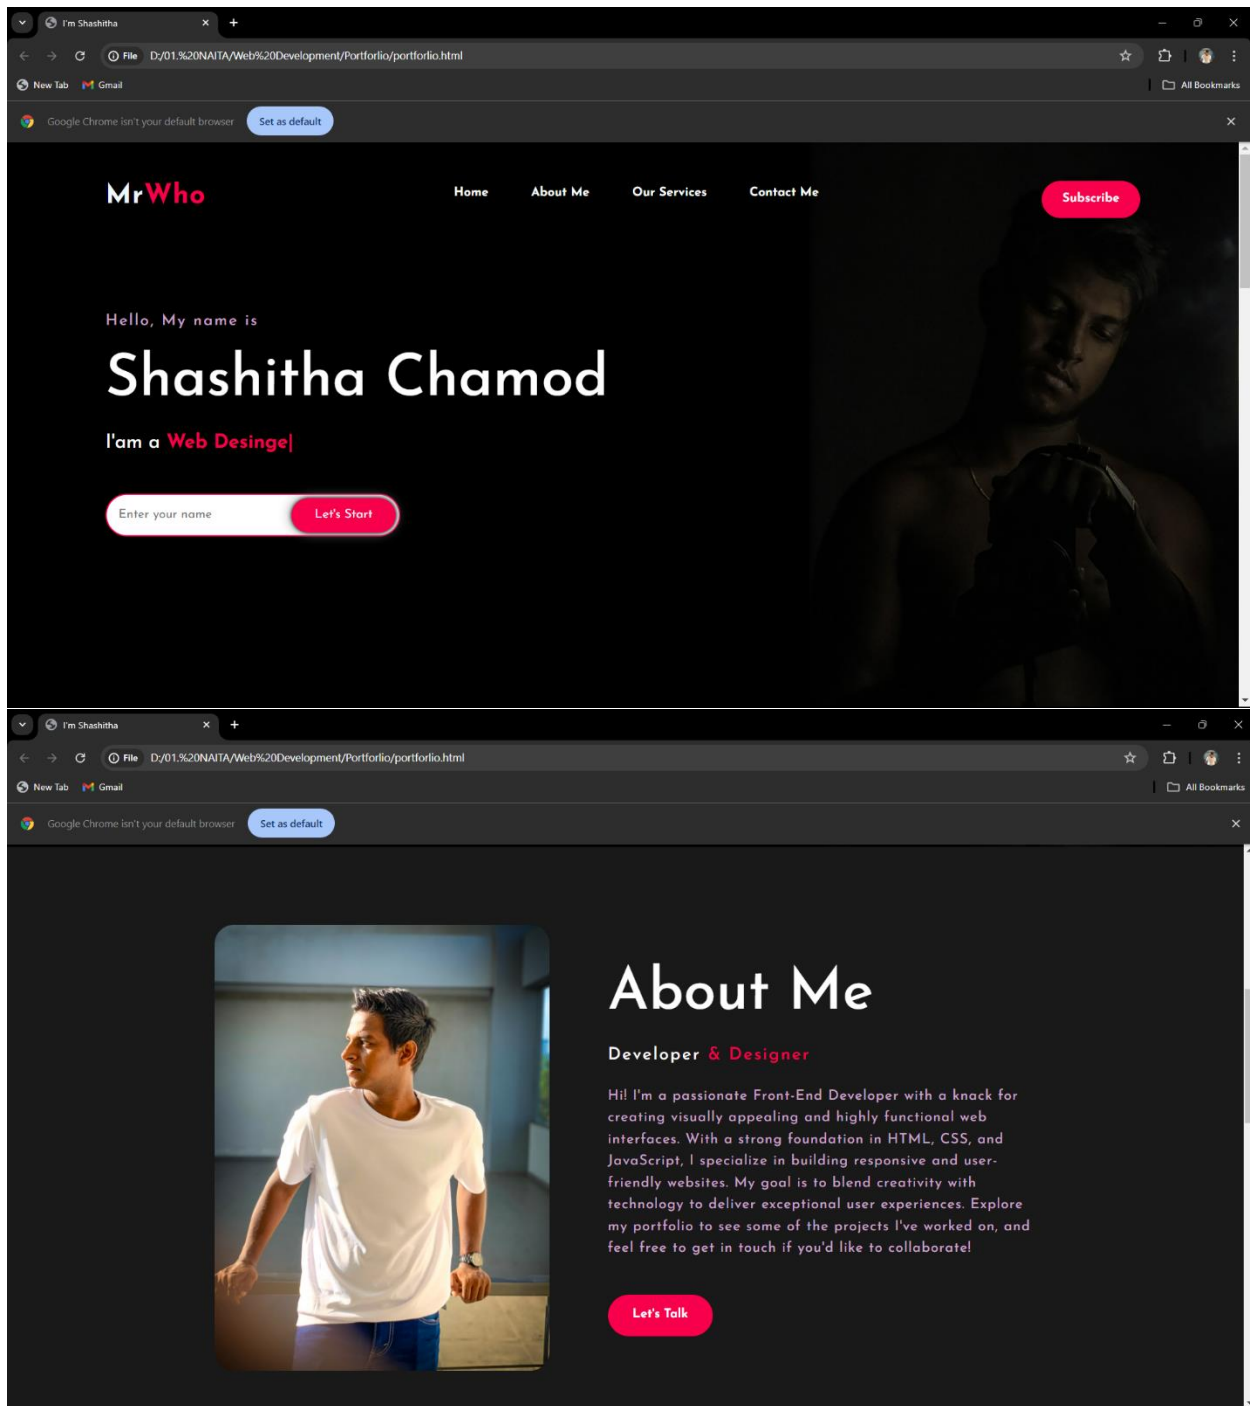 I'm Shashitha
File D:/01.%20NAITA/Web%20Development/Portforlio/portforlio.html
New Tab Gmail All Bookmarks
Google Chrome isn't your default browser Set as default
MrWho Home About Me Our Services Contact Me Subscribe
Hello, My name is
Shashitha Chamod
I'am a Web Desinge|
Enter your name Let's Start
I'm Shashitha
File D:/01.%20NAITA/Web%20Development/Portforlio/portforlio.html
New Tab Gmail All Bookmarks
Google Chrome isn't your default browser Set as default
About Me
Developer & Designer
Hi! I'm a passionate Front-End Developer with a knack for
creating visually appealing and highly functional web
interfaces. With a strong foundation in HTML, CSS, and
JavaScript, I specialize in building responsive and user-
friendly websites. My goal is to blend creativity with
technology to deliver exceptional user experiences. Explore
my portfolio to see some of the projects I've worked on, and
feel free to get in touch if you'd like to collaborate!
Let's Talk